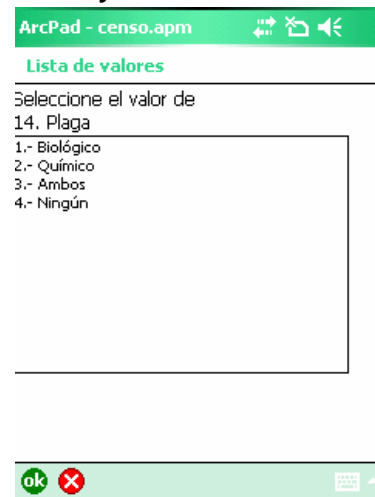 ArcPad - censo.apm
Lista de valores
Seleccione el valor de
14. Plaga
1.- Biológico
2.- Químico
3.- Ambos
4.- Ningún
ok